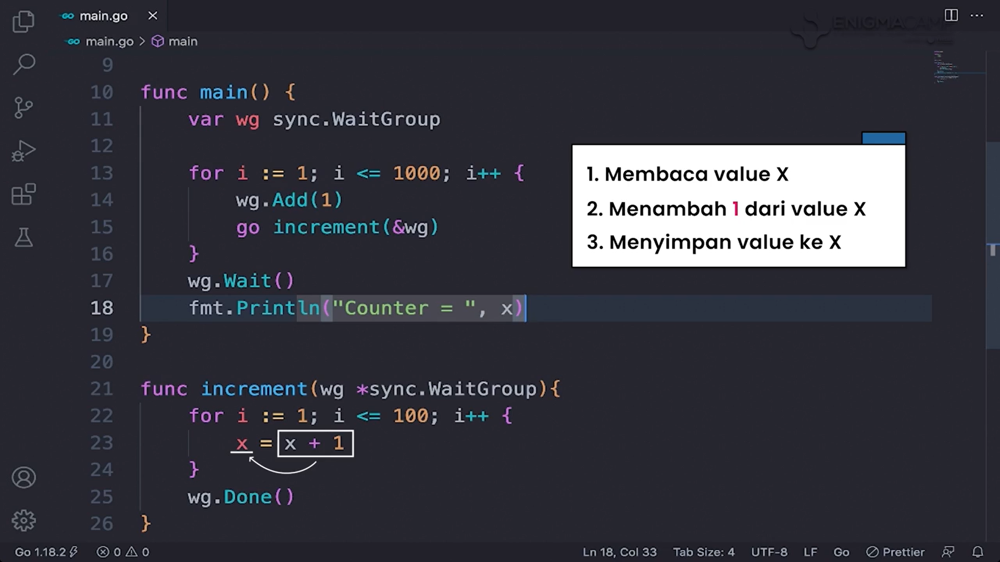 main.go
ENIGMACAMP
main.go > main
9
10 func main() {
11 var wg sync.WaitGroup
12
13 for i := 1; i <= 1000; i++ {
14 wg.Add(1)
15 go increment(&wg)
16 }
17 wg.Wait()
18 fmt.Println("Counter = ", x)
19 }
20
21 func increment(wg *sync.WaitGroup){
22 for i := 1; i <= 100; i++ {
23 x = x + 1
24 }
25 wg.Done()
26 }
1. Membaca value X
2. Menambah 1 dari value X
3. Menyimpan value ke X
Go 1.18.2 0 0 Ln 18, Col 33 Tab Size: 4 UTF-8 LF Go Prettier